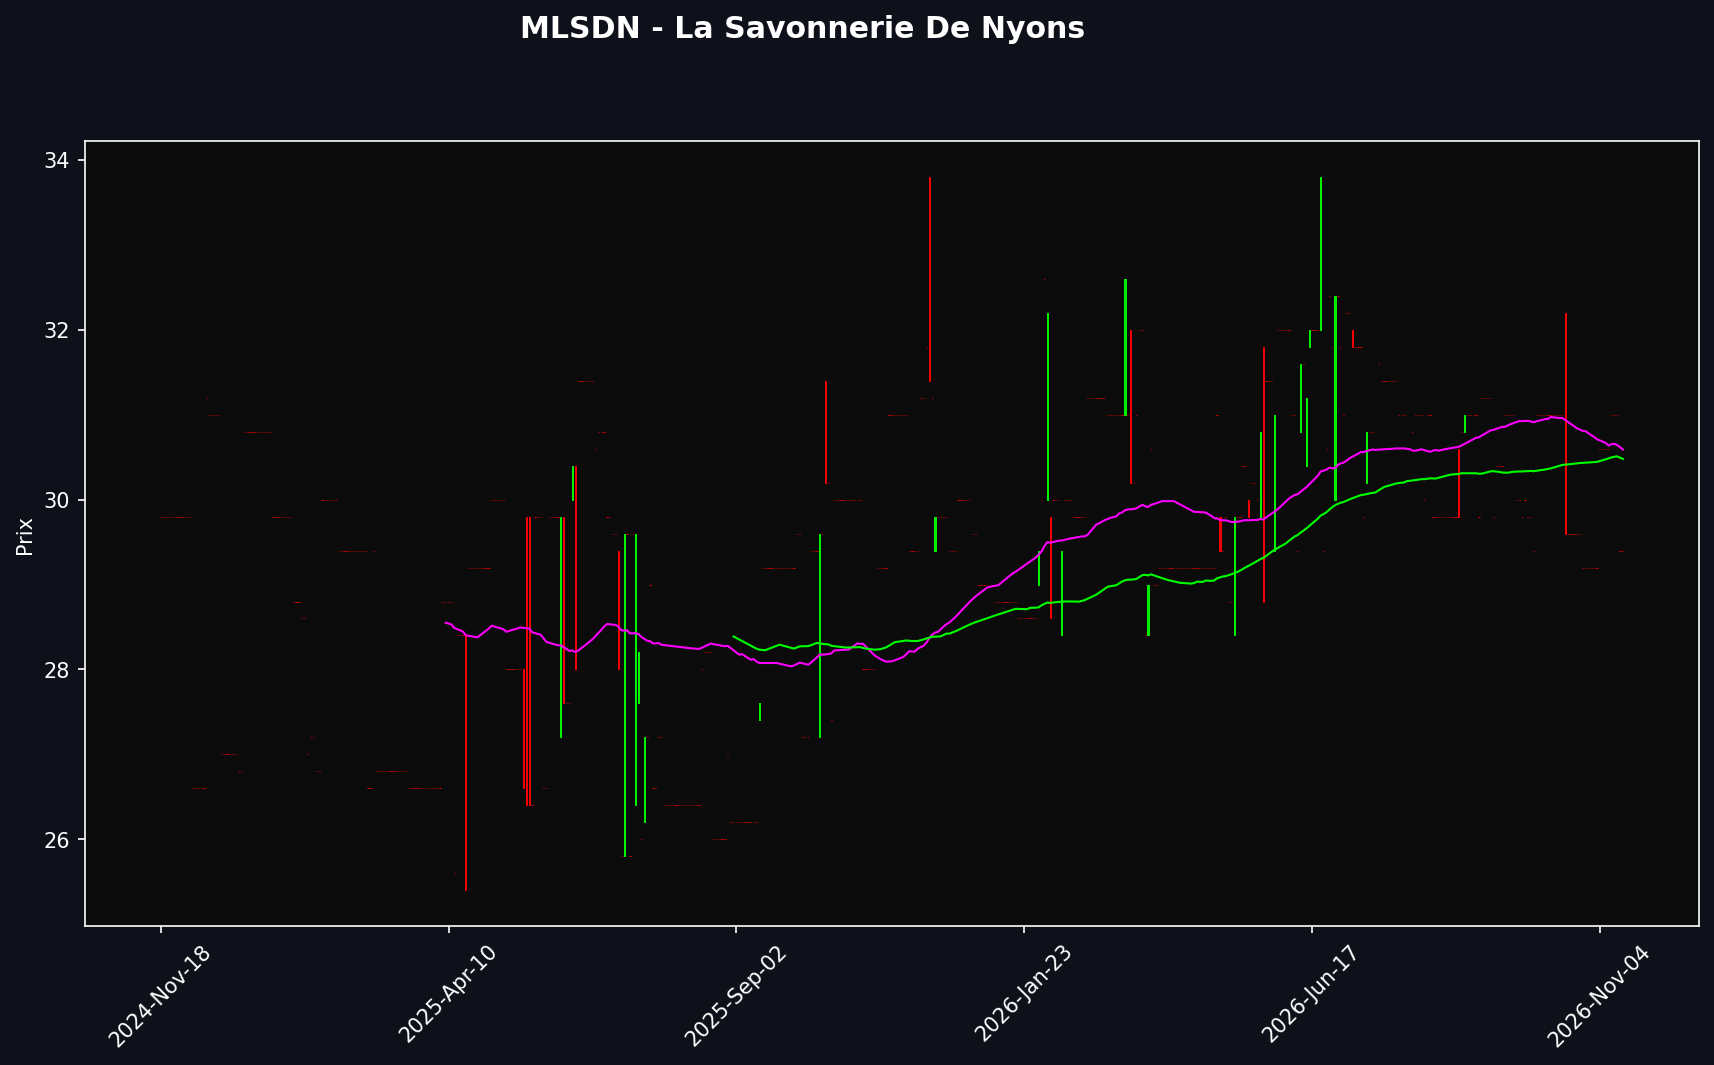 MLSDN - La Savonnerie De Nyons
34
32
30
28
26
Prix
2024-Nov-18
2025-Apr-10
2025-Sep-02
2026-Jan-23
2026-Jun-17
2026-Nov-04